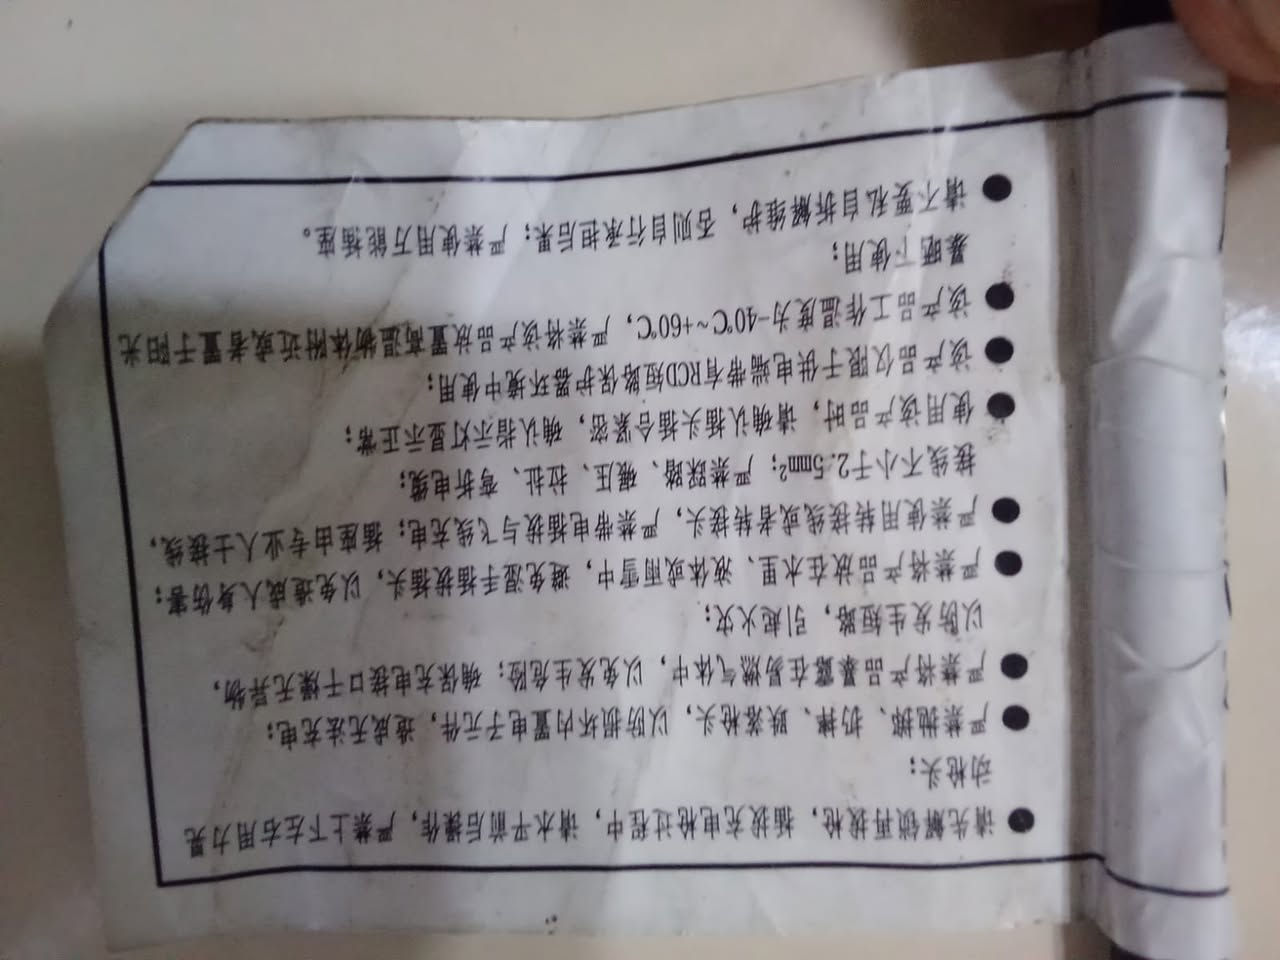 ●请先解锁再拔枪，插拔充电枪过程中，请水平前后操作，严禁上下左右用力晃
动枪头；
●严禁抛掷、扔摔、跌落枪头，以防损坏内置电子元件，造成无法充电；
●严禁将产品暴露在易燃气体中，以免发生危险；确保充电接口干燥无异物，
以防发生短路，引起火灾；
●严禁将产品放在水里、液体或雨雪中，避免湿手插拔插头，以免造成人身伤害；
●严禁使用转接线或者转接头，严禁带电插拔与飞线充电；插座由专业人士接线，
接线不小于2.5mm²；严禁踩踏、碾压、拉扯、弯折电缆；
●使用该产品时，请确认插头插合紧密，确认指示灯显示正常；
●该产品仅限于供电端带有RCD短路保护器环境中使用；
●该产品工作温度为-40℃~+60℃，严禁将该产品放置高温物体附近或者置于阳光
暴晒下使用；
●请不要私自拆解维护，否则自行承担后果；严禁使用万能插座。